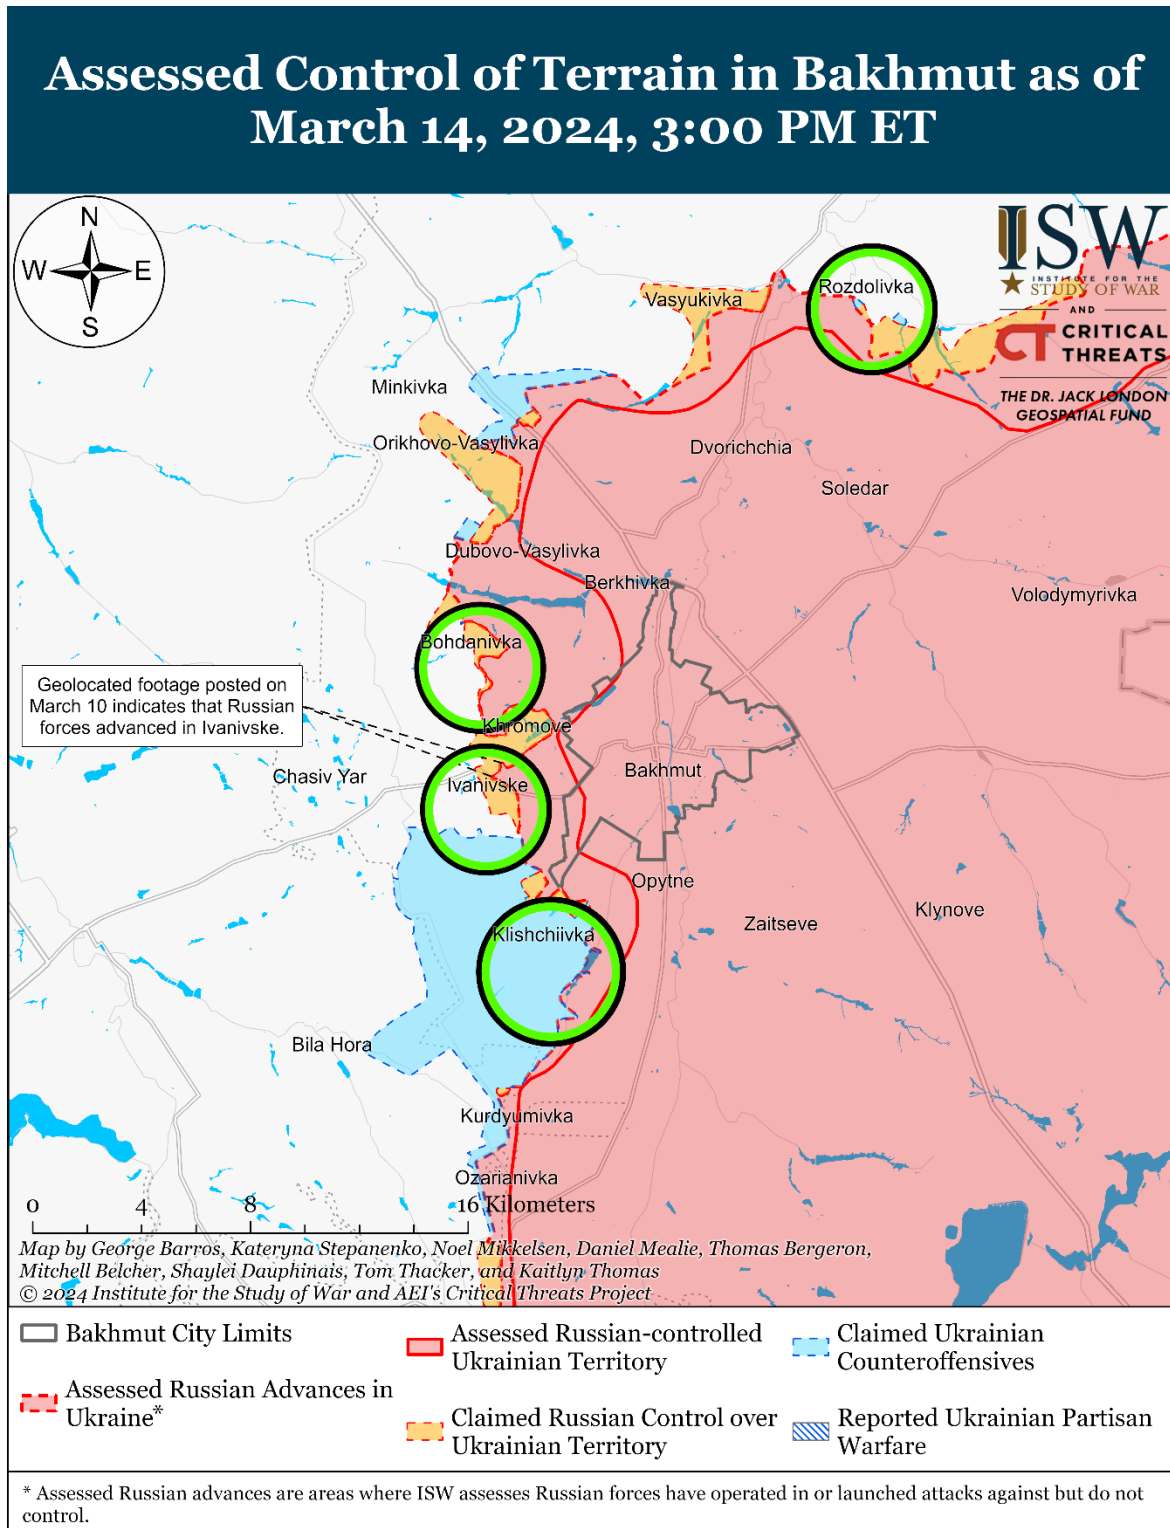 Assessed Control of Terrain in Bakhmut as of
March 14, 2024, 3:00 PM ET
N
W
E
S
ISW
INSTITUTE FOR THE
STUDY OF WAR
AND
CT CRITICAL
THREATS
THE DR. JACK LONDON
GEOSPATIAL FUND
Rozdolivka
Vasyukivka
Minkivka
Orikhovo-Vasylivka
Dvorichchia
Soledar
Dubovo-Vasylivka
Berkhivka
Volodymyrivka
Bohdanivka
Geolocated footage posted on
March 10 indicates that Russian
forces advanced in Ivanivske.
Khromove
Chasiv Yar
Ivanivske
Bakhmut
Opytne
Klynove
Zaitseve
Klishchiivka
Bila Hora
Kurdyumivka
Ozarianivka
0
4
8
16 Kilometers
Map by George Barros, Kateryna Stepanenko, Noel Mikkelsen, Daniel Mealie, Thomas Bergeron,
Mitchell Belcher, Shaylei Dauphinais, Tom Thacker, and Kaitlyn Thomas
© 2024 Institute for the Study of War and AEI's Critical Threats Project
Bakhmut City Limits
Assessed Russian Advances in
Ukraine*
Assessed Russian-controlled
Ukrainian Territory
Claimed Russian Control over
Ukrainian Territory
Claimed Ukrainian
Counteroffensives
Reported Ukrainian Partisan
Warfare
* Assessed Russian advances are areas where ISW assesses Russian forces have operated in or launched attacks against but do not
control.